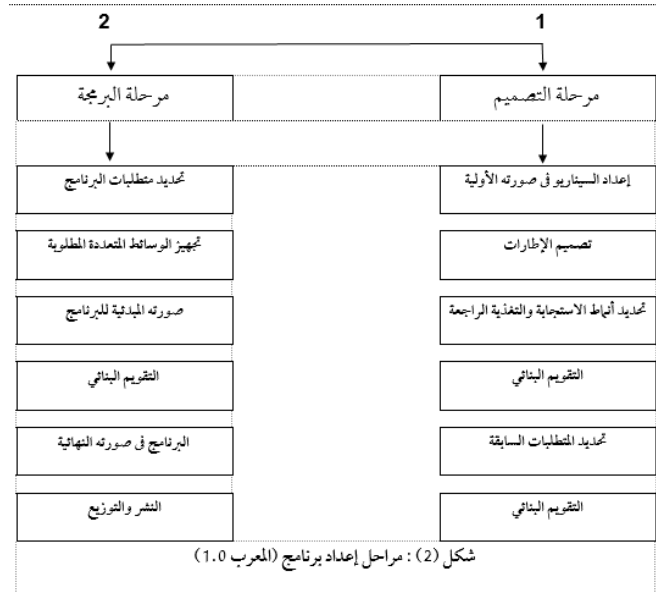 1
2
مرحلة التصميم
مرحلة البرمجة
إعداد السيناريو فى صورته الأولية
تحديد متطلبات البرنامج
تصميم الإطارات
تجهيز الوسائط المتعددة المطلوبة
تحديد أنماط الاستجابة والتغذية الراجعة
صورته المبدئية للبرنامج
التقويم البنائي
التقويم البنائي
تحديد المتطلبات السابقة
البرنامج فى صورته النهائية
التقويم البنائي
النشر والتوزيع
شكل (2) : مراحل إعداد برنامج (المعرب 1.0)